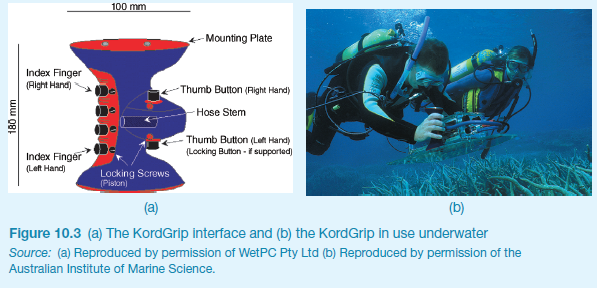 100 mm
Mounting Plate
Index Finger
(Right Hand)
Thumb Button (Right Hand)
Hose Stem
180 mm
Thumb Button (Left Hand)
(Locking Button - if supported)
Index Finger
(Left Hand)
Locking Screws
(Piston)
(a)
(b)
Figure 10.3 (a) The KordGrip interface and (b) the KordGrip in use underwater
Source: (a) Reproduced by permission of WetPC Pty Ltd (b) Reproduced by permission of the
Australian Institute of Marine Science.